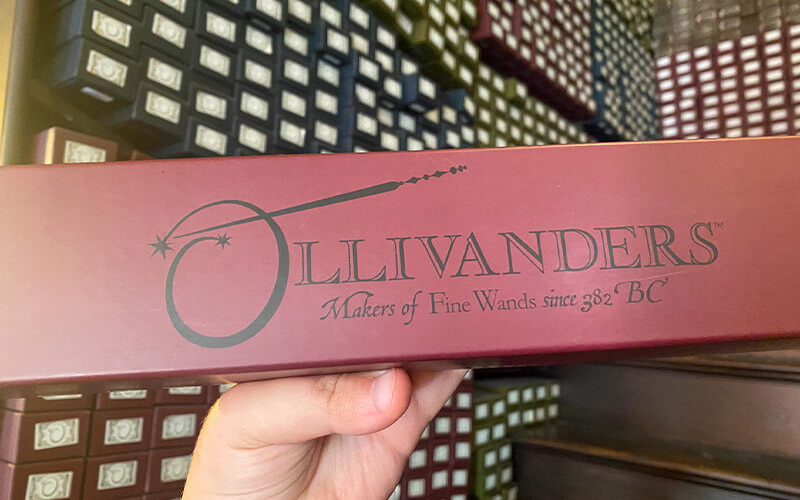 OLLIVANDERS™
Makers of Fine Wands since 382 BC